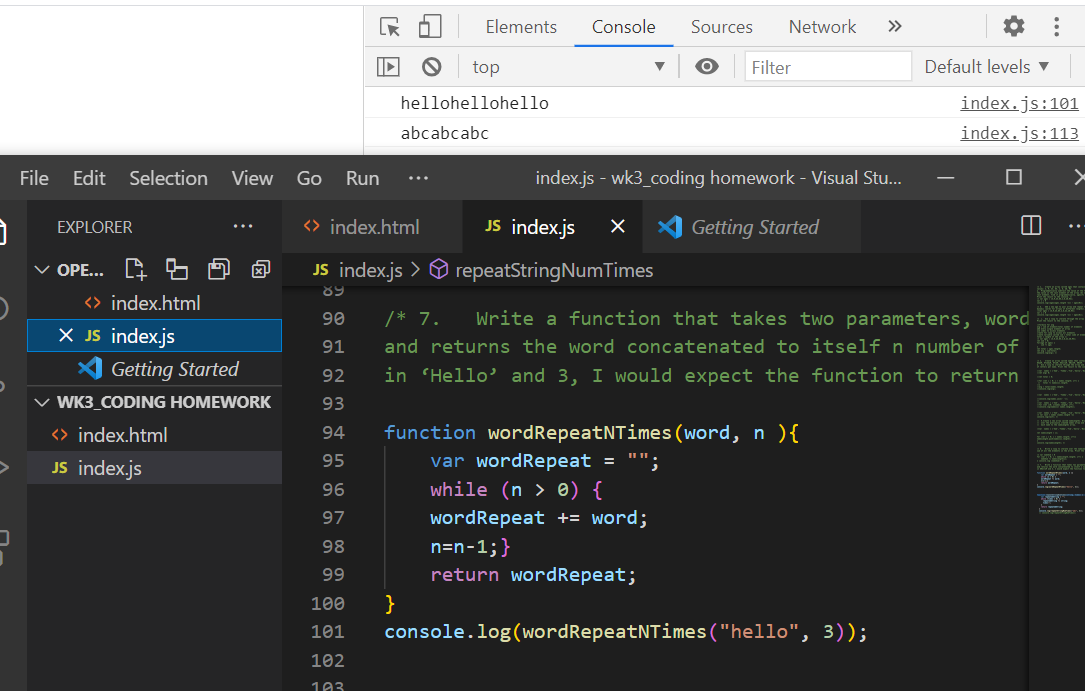 Elements Console Sources Network »
top Filter Default levels
hellohellohello index.js:101
abcabcabc index.js:113
File Edit Selection View Go Run ··· index.js - wk3_coding homework - Visual Stu...
EXPLORER ··· index.html JS index.js Getting Started ···
OPE... JS index.js > repeatStringNumTimes
index.html
JS index.js
Getting Started
WK3_CODING HOMEWORK
index.html
JS index.js
89
90 /* 7. Write a function that takes two parameters, word
91 and returns the word concatenated to itself n number of
92 in ‘Hello’ and 3, I would expect the function to return
93
94 function wordRepeatNTimes(word, n ){
95 var wordRepeat = "";
96 while (n > 0) {
97 wordRepeat += word;
98 n=n-1;}
99 return wordRepeat;
100 }
101 console.log(wordRepeatNTimes("hello", 3));
102
103